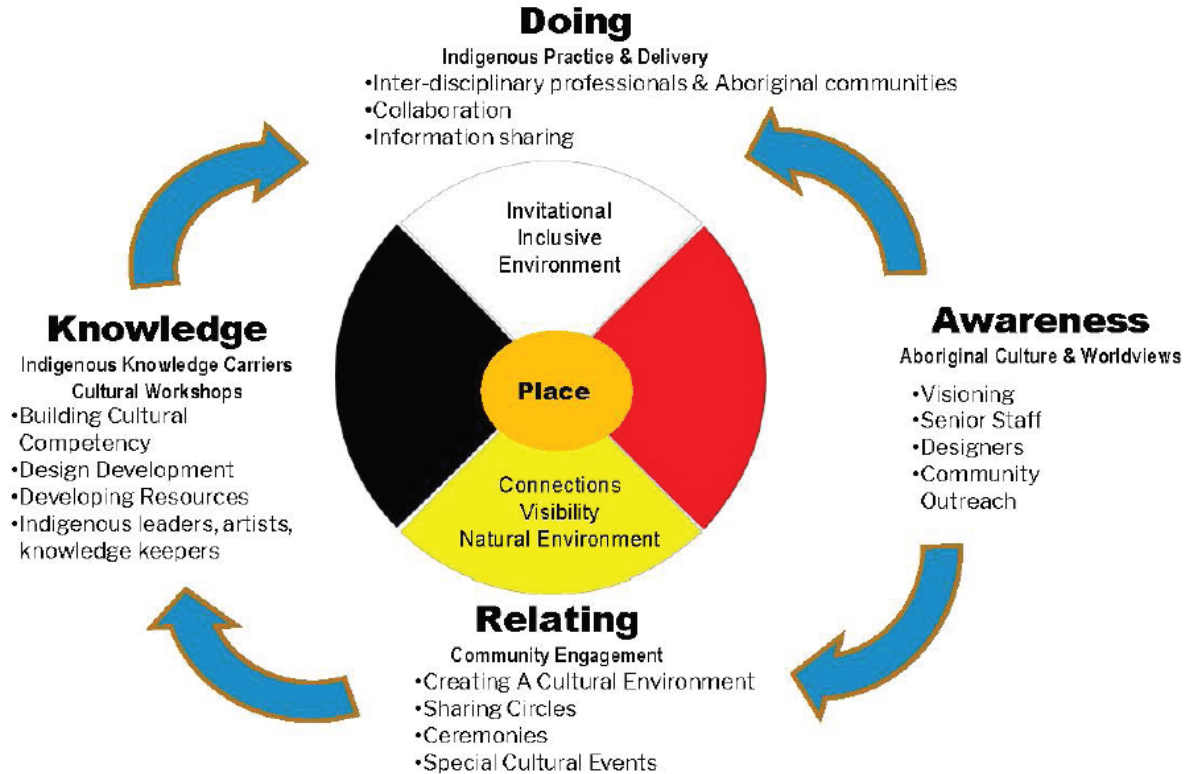 Doing
Indigenous Practice & Delivery
•Inter-disciplinary professionals & Aboriginal communities
•Collaboration
•Information sharing
Invitational
Inclusive
Environment
Knowledge
Indigenous Knowledge Carriers
Cultural Workshops
•Building Cultural
Competency
•Design Development
•Developing Resources
•Indigenous leaders, artists,
knowledge keepers
Place
Awareness
Aboriginal Culture & Worldviews
•Visioning
•Senior Staff
•Designers
•Community
Outreach
Connections
Visibility
Natural Environment
Relating
Community Engagement
•Creating A Cultural Environment
•Sharing Circles
•Ceremonies
•Special Cultural Events